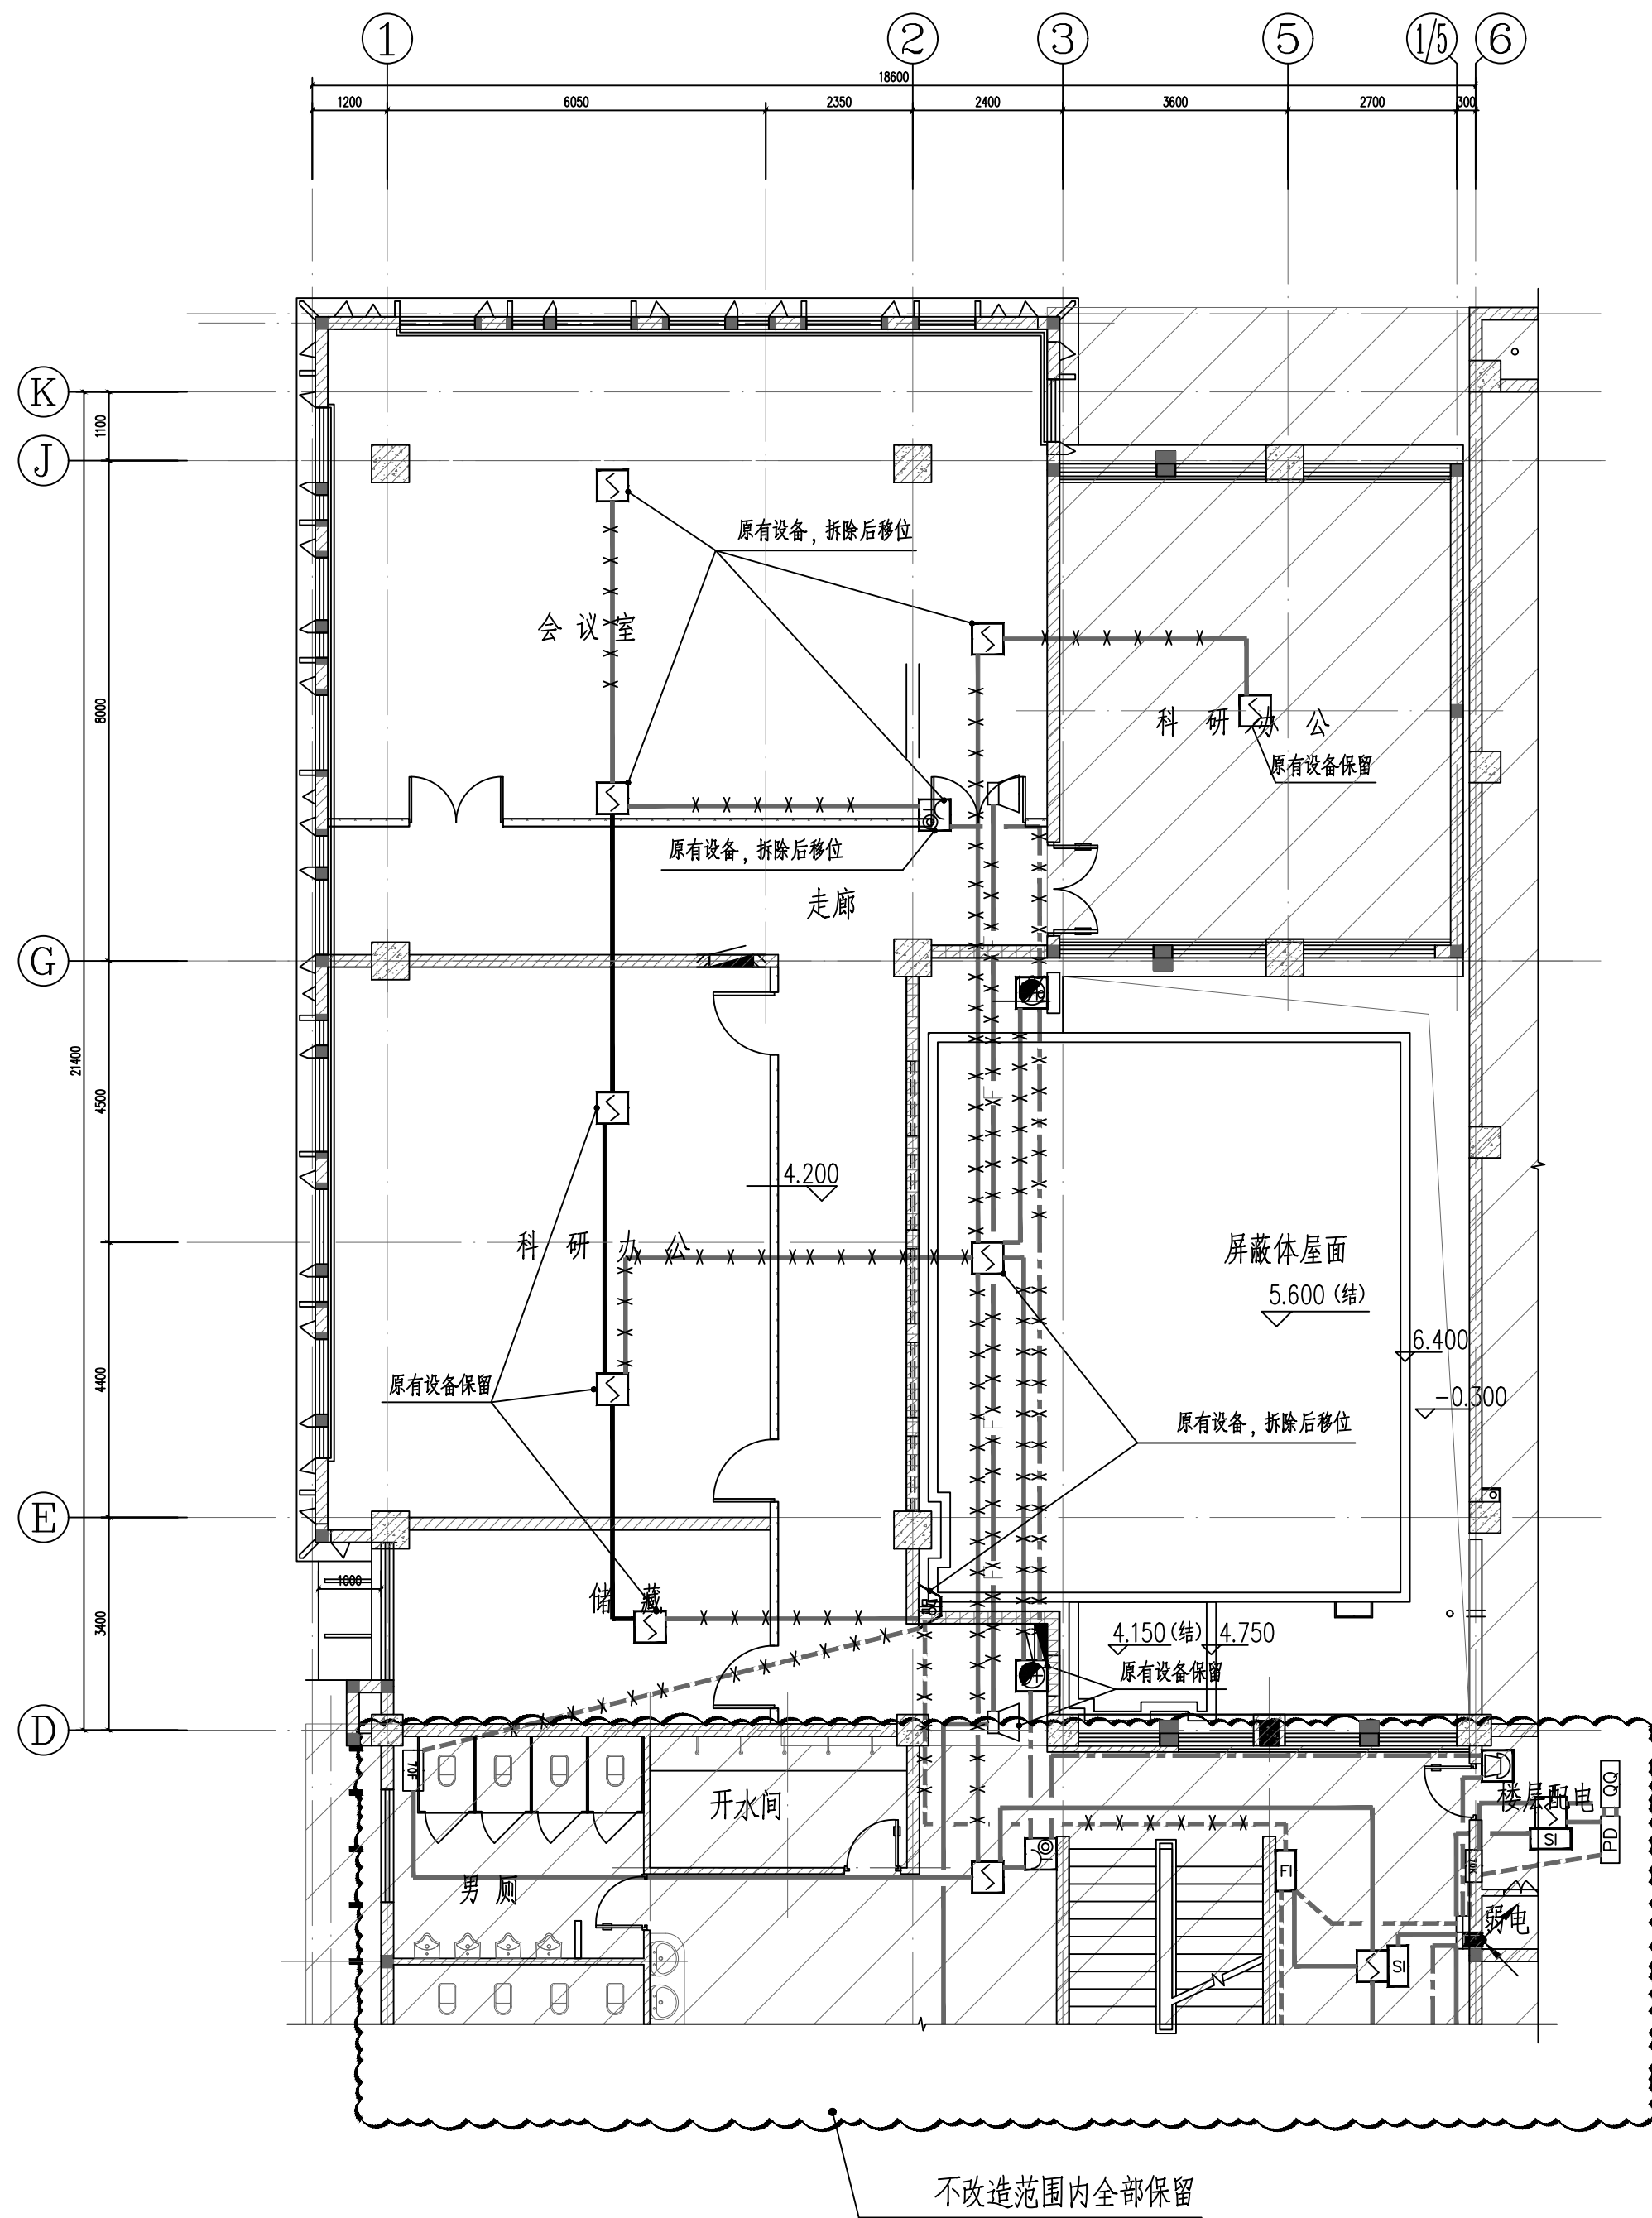 1 2 3 5 1/5 6
18600
1200 6050 2350 2400 3600 2700 300
K
1100
J
原有设备，拆除后移位
会 议 室
8000
科 研 办 公
原有设备保留
原有设备，拆除后移位
走廊
G
21400
4500
4.200
科 研 办 公
屏蔽体屋面
5.600（结）
6.400
4400
原有设备保留
-0.300
原有设备，拆除后移位
E
1000
储 藏
3400
4.150（结）
4.750
原有设备保留
D
70F
开水间
楼层配电
QQ
SI
PD
70K
FI
男 厕
弱电
SI
N
不改造范围内全部保留